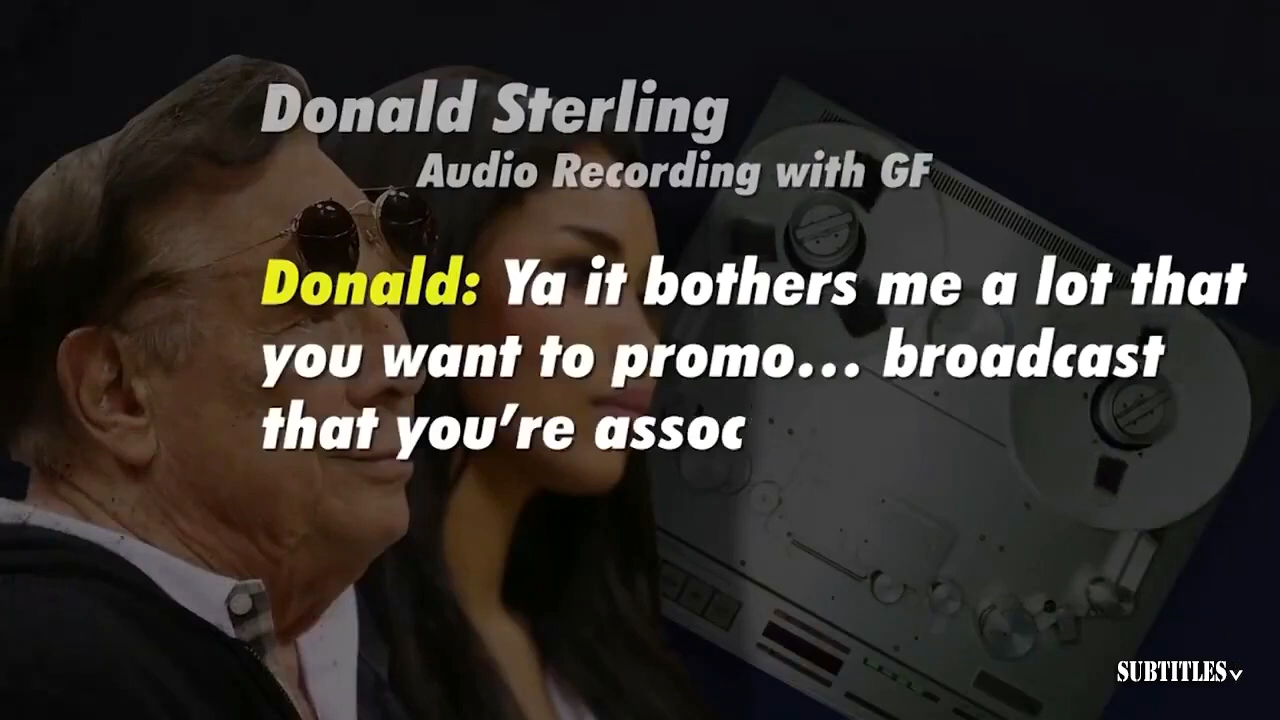 Donald Sterling
Audio Recording with GF
Donald: Ya it bothers me a lot that
you want to promo... broadcast
that you’re assoc
SUBTITLES